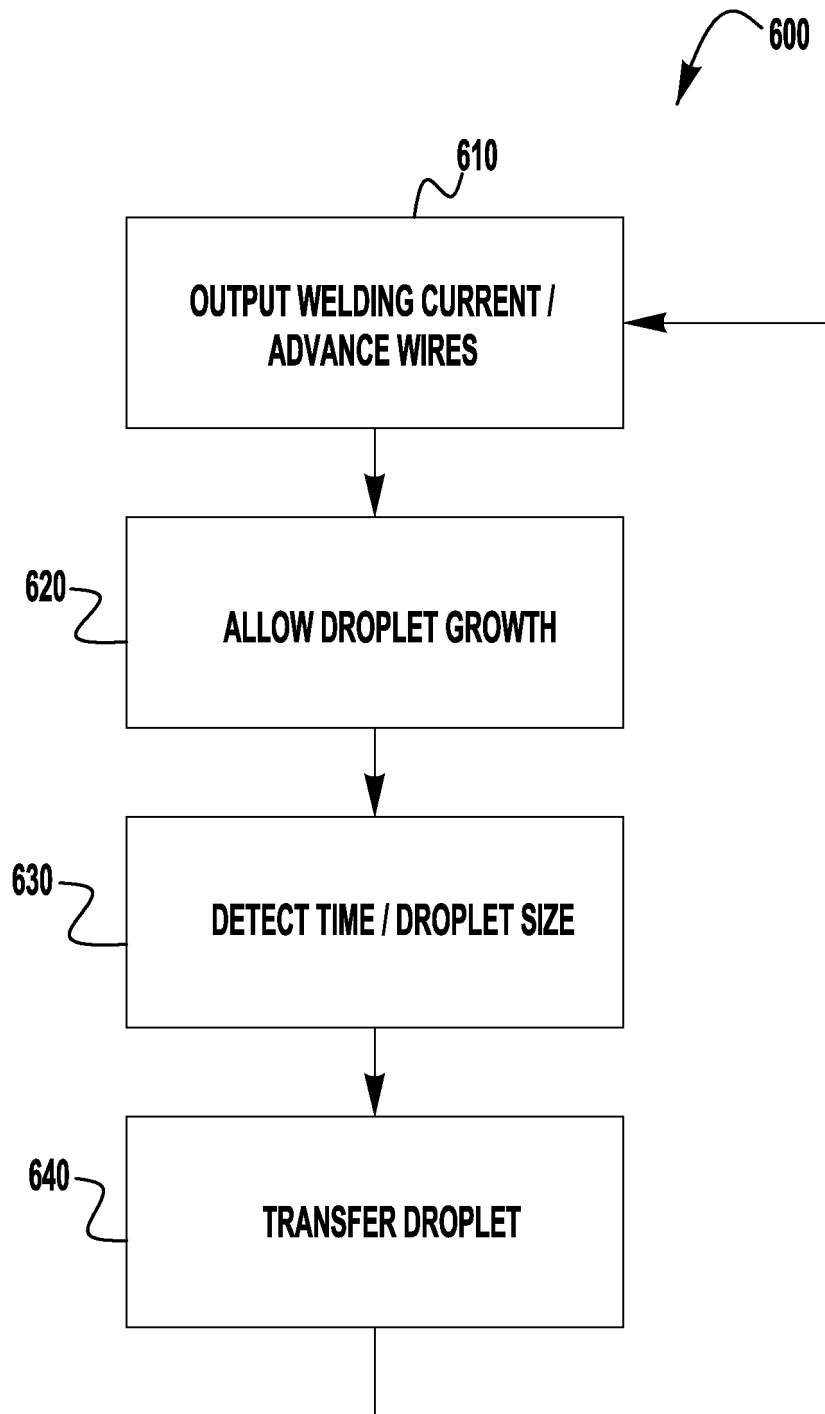 600
610
OUTPUT WELDING CURRENT /
ADVANCE WIRES
620
ALLOW DROPLET GROWTH
630
DETECT TIME / DROPLET SIZE
640
TRANSFER DROPLET